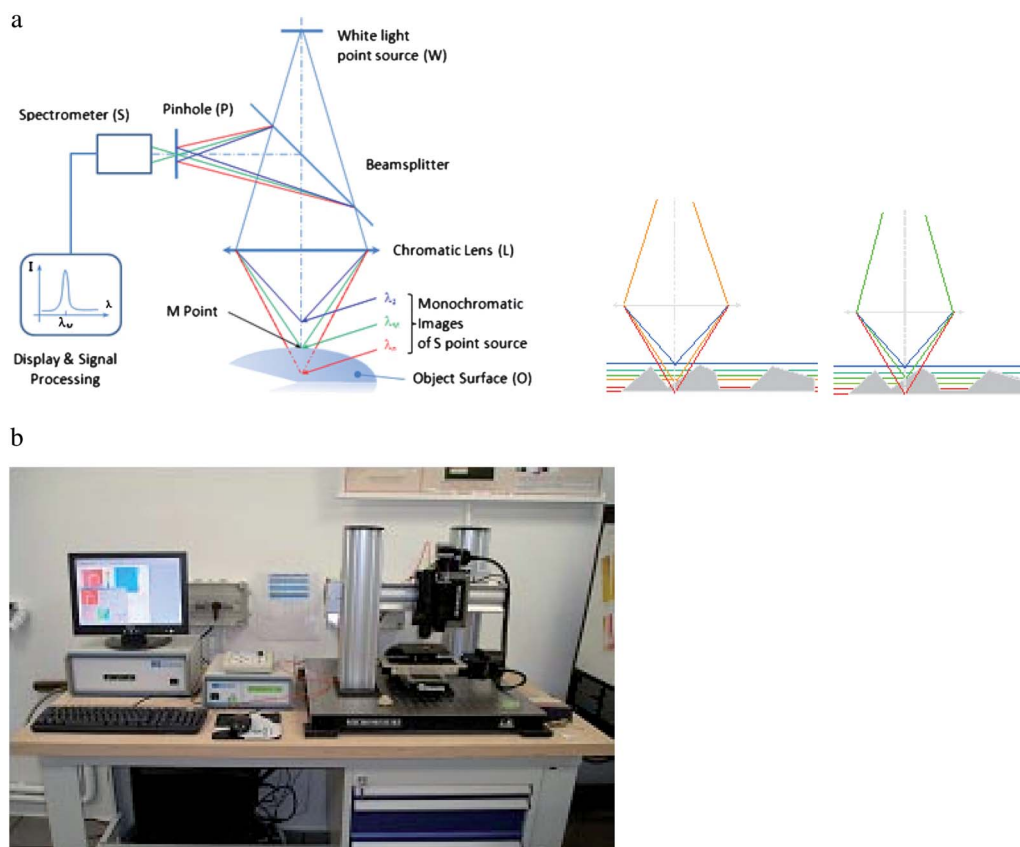 a
White light
point source (W)
Pinhole (P)
Spectrometer (S)
Beamsplitter
Chromatic Lens (L)
I
λ
M Point
Monochromatic
Images
of S point source
Display & Signal
Processing
Object Surface (O)
b